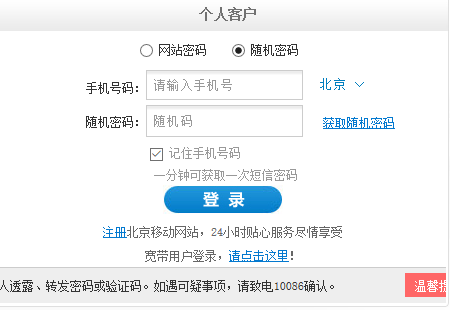 个人客户
网站密码 随机密码
手机号码： 请输入手机号 北京
随机密码： 随机码 获取随机密码
记住手机号码
一分钟可获取一次短信密码
登 录
注册北京移动网站，24小时贴心服务尽情享受
宽带用户登录，请点击这里！
人透露、转发密码或验证码。如遇可疑事项，请致电10086确认。 温馨提